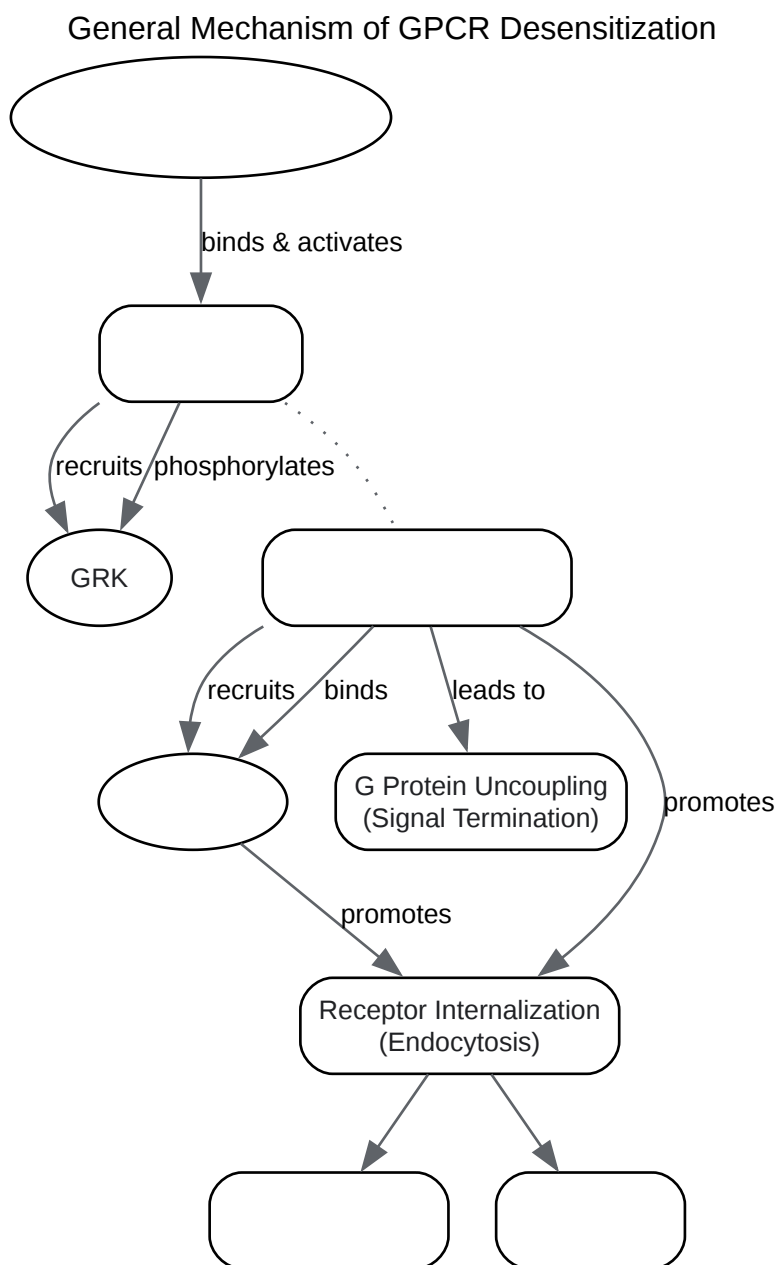 General Mechanism of GPCR Desensitization
binds & activates
recruits
phosphorylates
GRK
recruits
binds
leads to
G Protein Uncoupling
(Signal Termination)
promotes
promotes
Receptor Internalization
(Endocytosis)